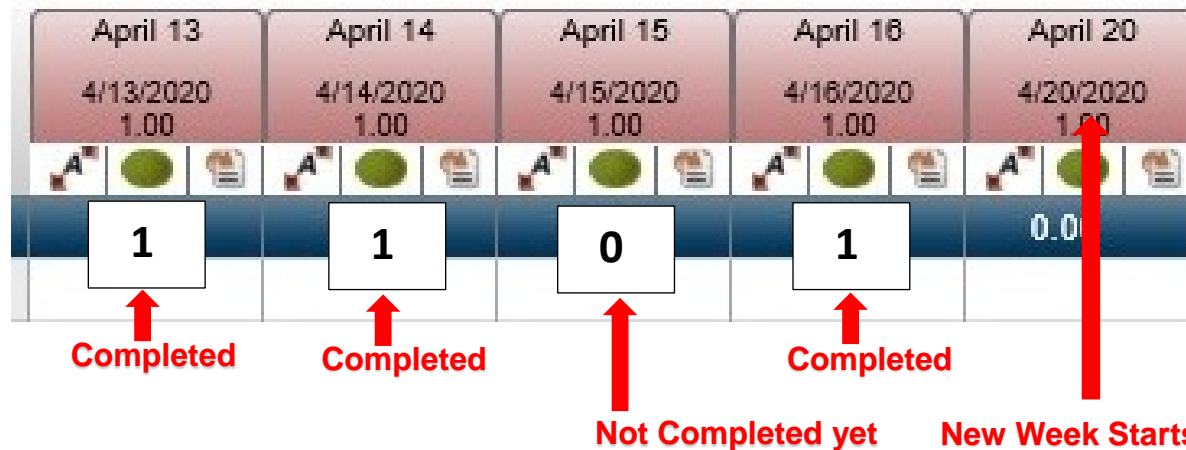 April 13 April 14 April 15 April 16 April 20
4/13/2020 4/14/2020 4/15/2020 4/16/2020 4/20/2020
1.00 1.00 1.00 1.00
A A A A A
1 1 0 1
Completed Completed Completed
Not Completed yet New Week Starts